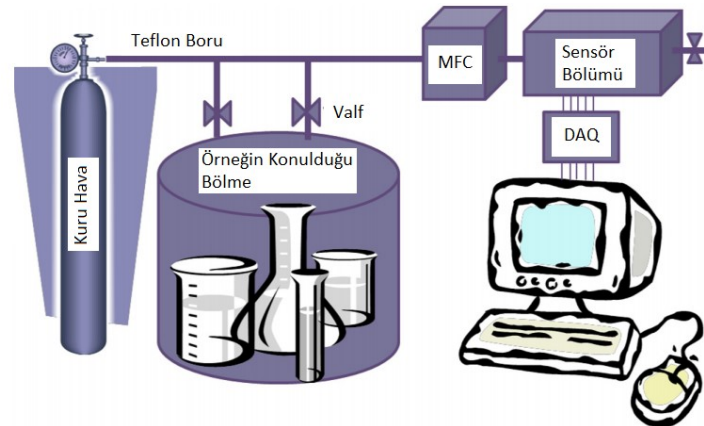 Teflon Boru
MFC
Sensör
Bölümü
Valf
DAQ
Örneğin Konulduğu
Bölme
Kuru Hava